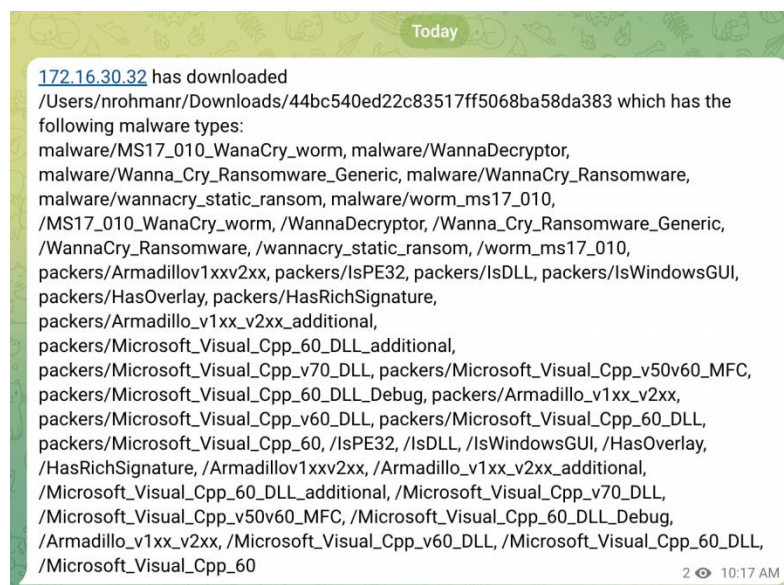 Today
172.16.30.32 has downloaded
/Users/nrohmanr/Downloads/44bc540ed22c83517ff5068ba58da383 which has the
following malware types:
malware/MS17_010_WanaCry_worm, malware/WannaDecryptor,
malware/Wanna_Cry_Ransomware_Generic, malware/WannaCry_Ransomware,
malware/wannacry_static_ransom, malware/worm_ms17_010,
/MS17_010_WanaCry_worm, /WannaDecryptor, /Wanna_Cry_Ransomware_Generic,
/WannaCry_Ransomware, /wannacry_static_ransom, /worm_ms17_010,
packers/Armadillov1xxv2xx, packers/IsPE32, packers/IsDLL, packers/IsWindowsGUI,
packers/HasOverlay, packers/HasRichSignature,
packers/Armadillo_v1xx_v2xx_additional,
packers/Microsoft_Visual_Cpp_60_DLL_additional,
packers/Microsoft_Visual_Cpp_v70_DLL, packers/Microsoft_Visual_Cpp_v50v60_MFC,
packers/Microsoft_Visual_Cpp_60_DLL_Debug, packers/Armadillo_v1xx_v2xx,
packers/Microsoft_Visual_Cpp_v60_DLL, packers/Microsoft_Visual_Cpp_60_DLL,
packers/Microsoft_Visual_Cpp_60, /IsPE32, /IsDLL, /IsWindowsGUI, /HasOverlay,
/HasRichSignature, /Armadillov1xxv2xx, /Armadillo_v1xx_v2xx_additional,
/Microsoft_Visual_Cpp_60_DLL_additional, /Microsoft_Visual_Cpp_v70_DLL,
/Microsoft_Visual_Cpp_v50v60_MFC, /Microsoft_Visual_Cpp_60_DLL_Debug,
/Armadillo_v1xx_v2xx, /Microsoft_Visual_Cpp_v60_DLL, /Microsoft_Visual_Cpp_60_DLL,
/Microsoft_Visual_Cpp_60
2 10:17 AM